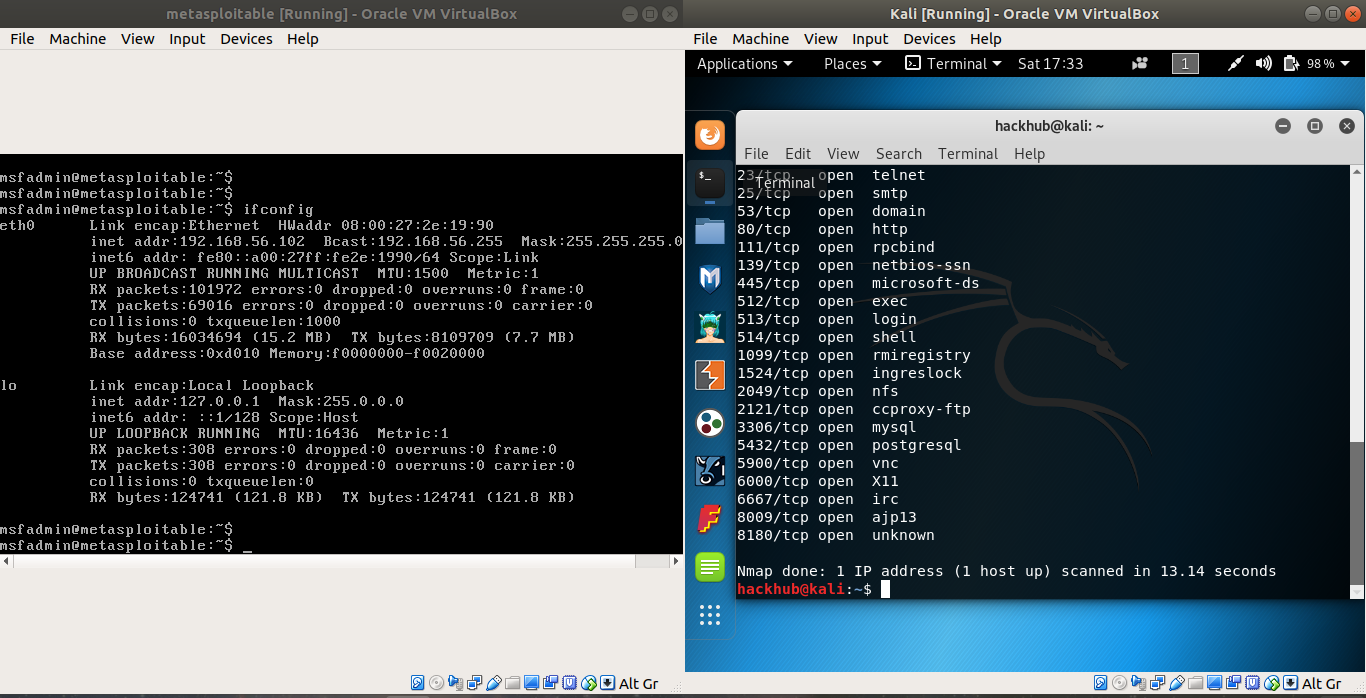 metasploitable [Running] - Oracle VM VirtualBox
File Machine View Input Devices Help
msfadmin@metasploitable:~$
msfadmin@metasploitable:~$
msfadmin@metasploitable:~$ ifconfig
eth0 Link encap:Ethernet HWaddr 08:00:27:2e:19:90
inet addr:192.168.56.102 Bcast:192.168.56.255 Mask:255.255.255.0
inet6 addr: fe80::a00:27ff:fe2e:1990/64 Scope:Link
UP BROADCAST RUNNING MULTICAST MTU:1500 Metric:1
RX packets:101972 errors:0 dropped:0 overruns:0 frame:0
TX packets:69016 errors:0 dropped:0 overruns:0 carrier:0
collisions:0 txqueuelen:1000
RX bytes:16034694 (15.2 MB) TX bytes:8109709 (7.7 MB)
Base address:0xd010 Memory:f0000000-f0020000
lo Link encap:Local Loopback
inet addr:127.0.0.1 Mask:255.0.0.0
inet6 addr: ::1/128 Scope:Host
UP LOOPBACK RUNNING MTU:16436 Metric:1
RX packets:308 errors:0 dropped:0 overruns:0 frame:0
TX packets:308 errors:0 dropped:0 overruns:0 carrier:0
collisions:0 txqueuelen:0
RX bytes:124741 (121.8 KB) TX bytes:124741 (121.8 KB)
msfadmin@metasploitable:~$
msfadmin@metasploitable:~$ _
Alt Gr
Kali [Running] - Oracle VM VirtualBox
File Machine View Input Devices Help
Applications Places Terminal Sat 17:33 1 98 %
hackhub@kali: ~
File Edit View Search Terminal Help
Terminal
23/tcp open telnet
25/tcp open smtp
53/tcp open domain
80/tcp open http
111/tcp open rpcbind
139/tcp open netbios-ssn
445/tcp open microsoft-ds
512/tcp open exec
513/tcp open login
514/tcp open shell
1099/tcp open rmiregistry
1524/tcp open ingreslock
2049/tcp open nfs
2121/tcp open ccproxy-ftp
3306/tcp open mysql
5432/tcp open postgresql
5900/tcp open vnc
6000/tcp open X11
6667/tcp open irc
8009/tcp open ajp13
8180/tcp open unknown
Nmap done: 1 IP address (1 host up) scanned in 13.14 seconds
hackhub@kali:~$
Alt Gr